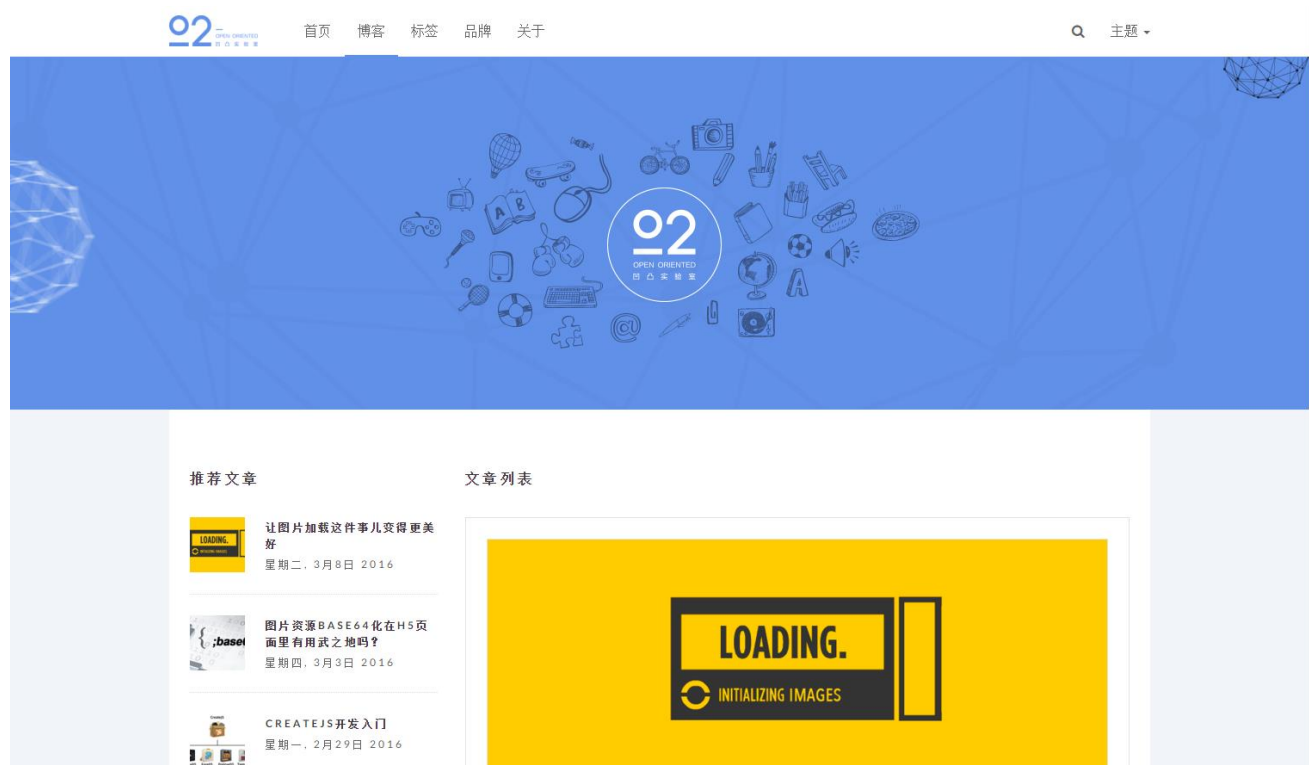 O2
OPEN ORIENTED
凹凸实验室
首页 博客 标签 品牌 关于
主题
A B
@
A
O2
OPEN ORIENTED
凹凸实验室
推荐文章
LOADING.
让图片加载这件事儿变得更美
好
星期二, 3月8日 2016
{ ;base
图片资源BASE64化在H5页
面里有用武之地吗?
星期四, 3月3日 2016
CREATEJS开发入门
星期一, 2月29日 2016
文章列表
LOADING.
INITIALIZING IMAGES